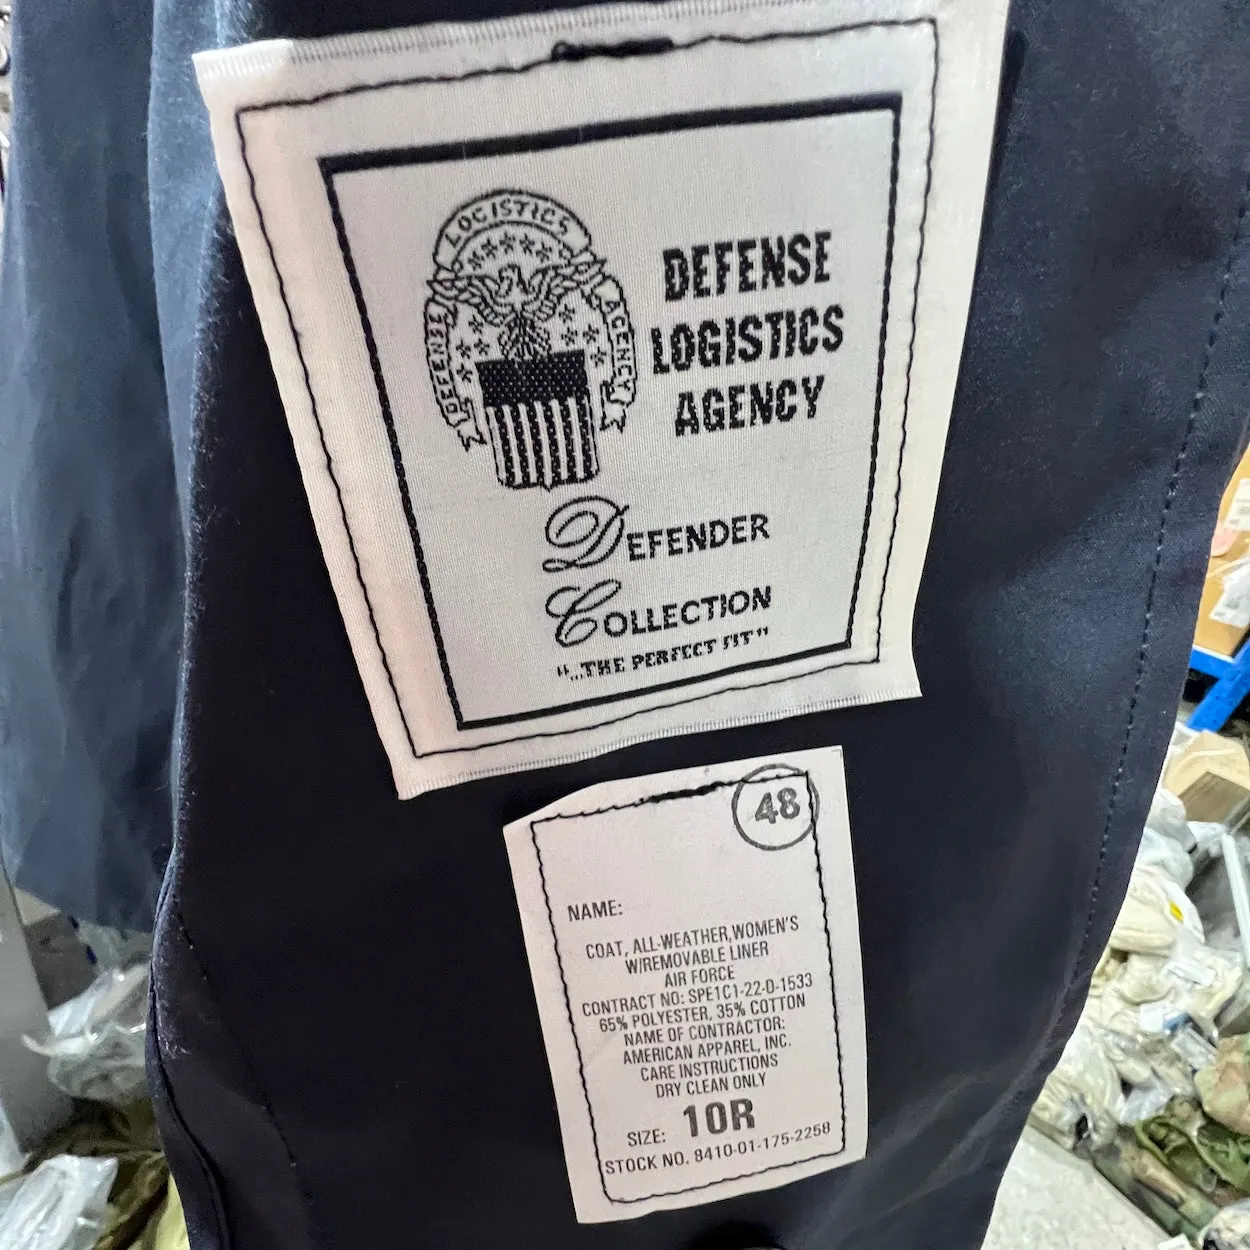 LOGISTICS
DEFENSE
AGENCY
DEFENSE
LOGISTICS
AGENCY
DEFENDER
COLLECTION
"...THE PERFECT FIT"
48
NAME:
COAT, ALL-WEATHER,WOMEN'S
W/REMOVABLE LINER
AIR FORCE
CONTRACT NO: SPE1C1-22-D-1533
65% POLYESTER, 35% COTTON
NAME OF CONTRACTOR:
AMERICAN APPAREL, INC.
CARE INSTRUCTIONS
DRY CLEAN ONLY
SIZE: 10R
STOCK NO. 8410-01-175-2258